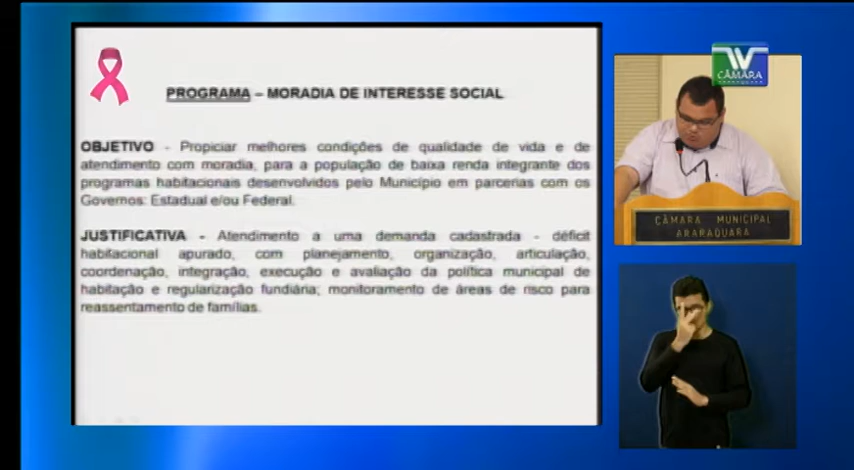 PROGRAMA – MORADIA DE INTERESSE SOCIAL
OBJETIVO - Propiciar melhores condições de qualidade de vida e de
atendimento com moradia, para a população de baixa renda integrante dos
programas habitacionais desenvolvidos pelo Município em parcerias com os
Governos: Estadual e/ou Federal.
JUSTIFICATIVA - Atendimento a uma demanda cadastrada - déficit
habitacional apurado, com planejamento, organização, articulação,
coordenação, integração, execução e avaliação da política municipal de
habitação e regularização fundiária; monitoramento de áreas de risco para
reassentamento de famílias.
TV
CÂMARA
ARARAQUARA
CÂMARA MUNICIPAL
ARARAQUARA